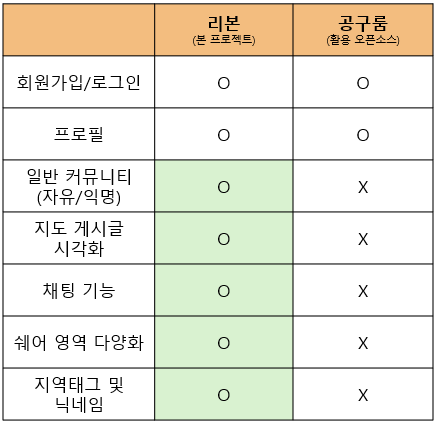 리본 공구룸
(본 프로젝트) (활용 오픈소스)
회원가입/로그인 O O
프로필 O O
일반 커뮤니티
(자유/익명) O X
지도 게시글
시각화 O X
채팅 기능 O X
쉐어 영역 다양화 O X
지역태그 및
닉네임 O X